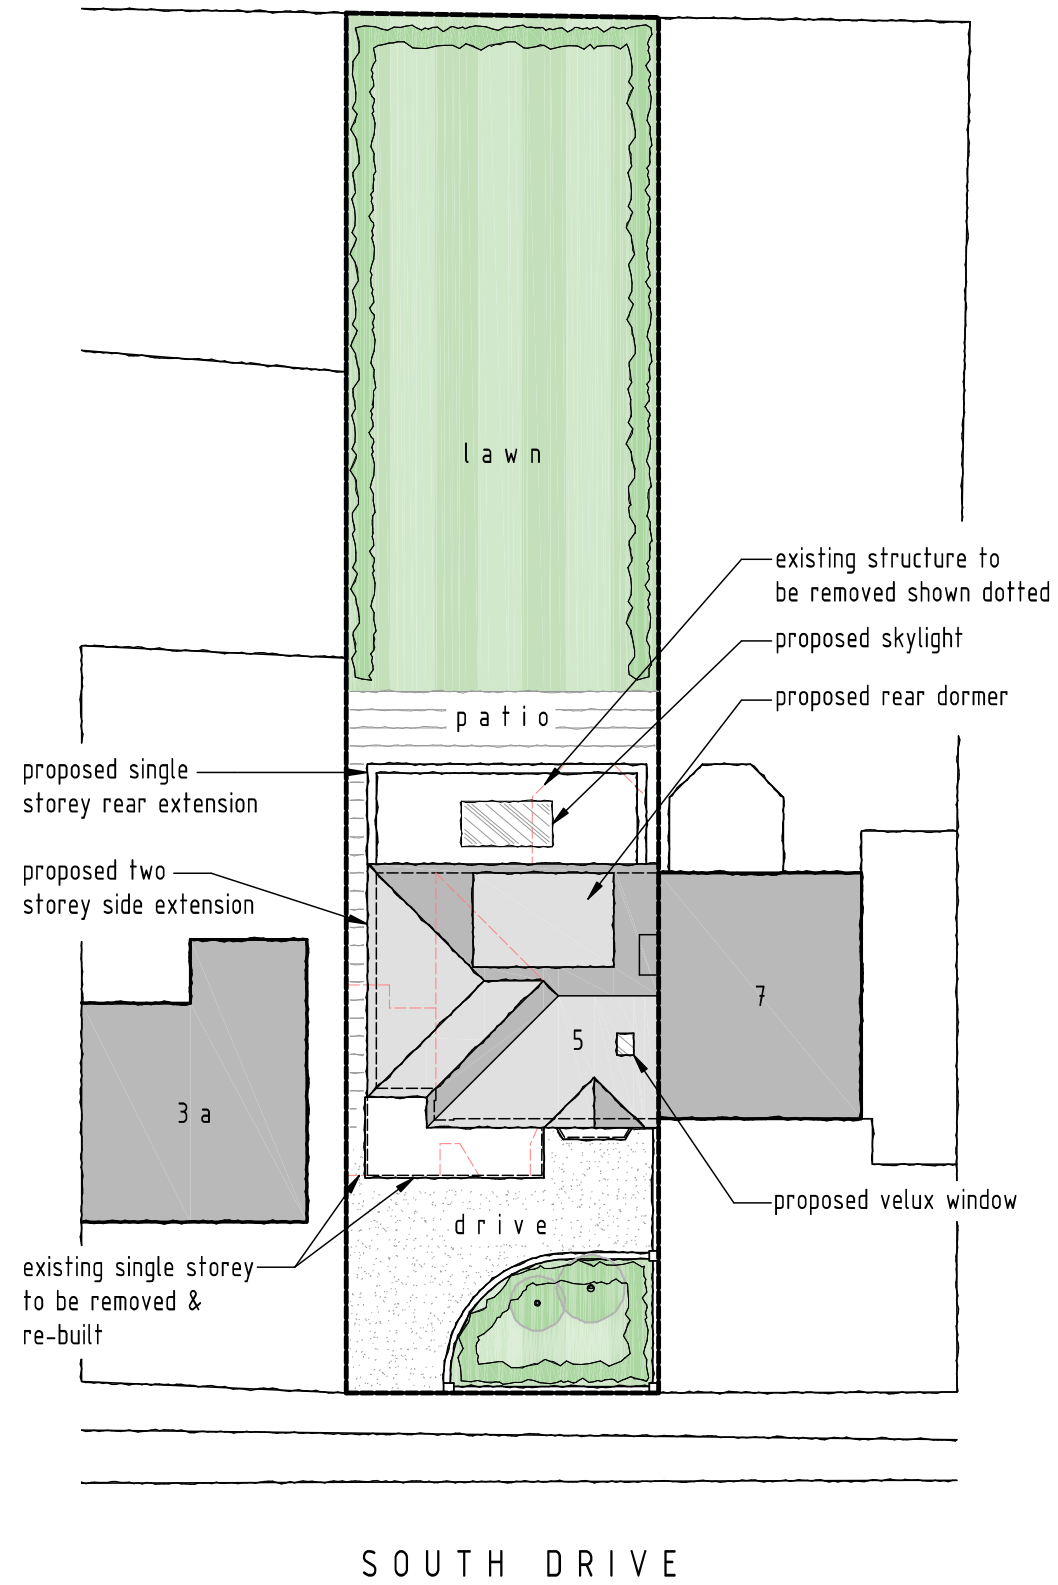 lawn
existing structure to
be removed shown dotted
proposed skylight
proposed rear dormer
patio
proposed single
storey rear extension
proposed two
storey side extension
7
5
3a
proposed velux window
drive
existing single storey
to be removed &
re-built
SOUTH DRIVE